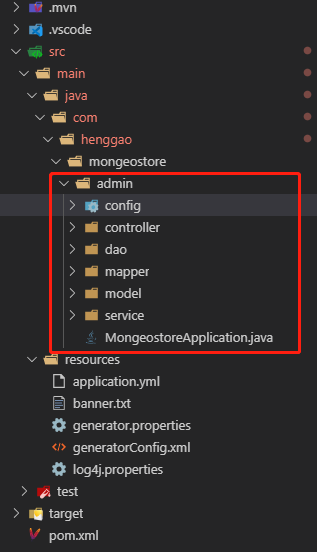 .mvn
.vscode
src
main
java
com
henggao
mongeostore
admin
config
controller
dao
mapper
model
service
MongeostoreApplication.java
resources
application.yml
banner.txt
generator.properties
generatorConfig.xml
log4j.properties
test
target
pom.xml